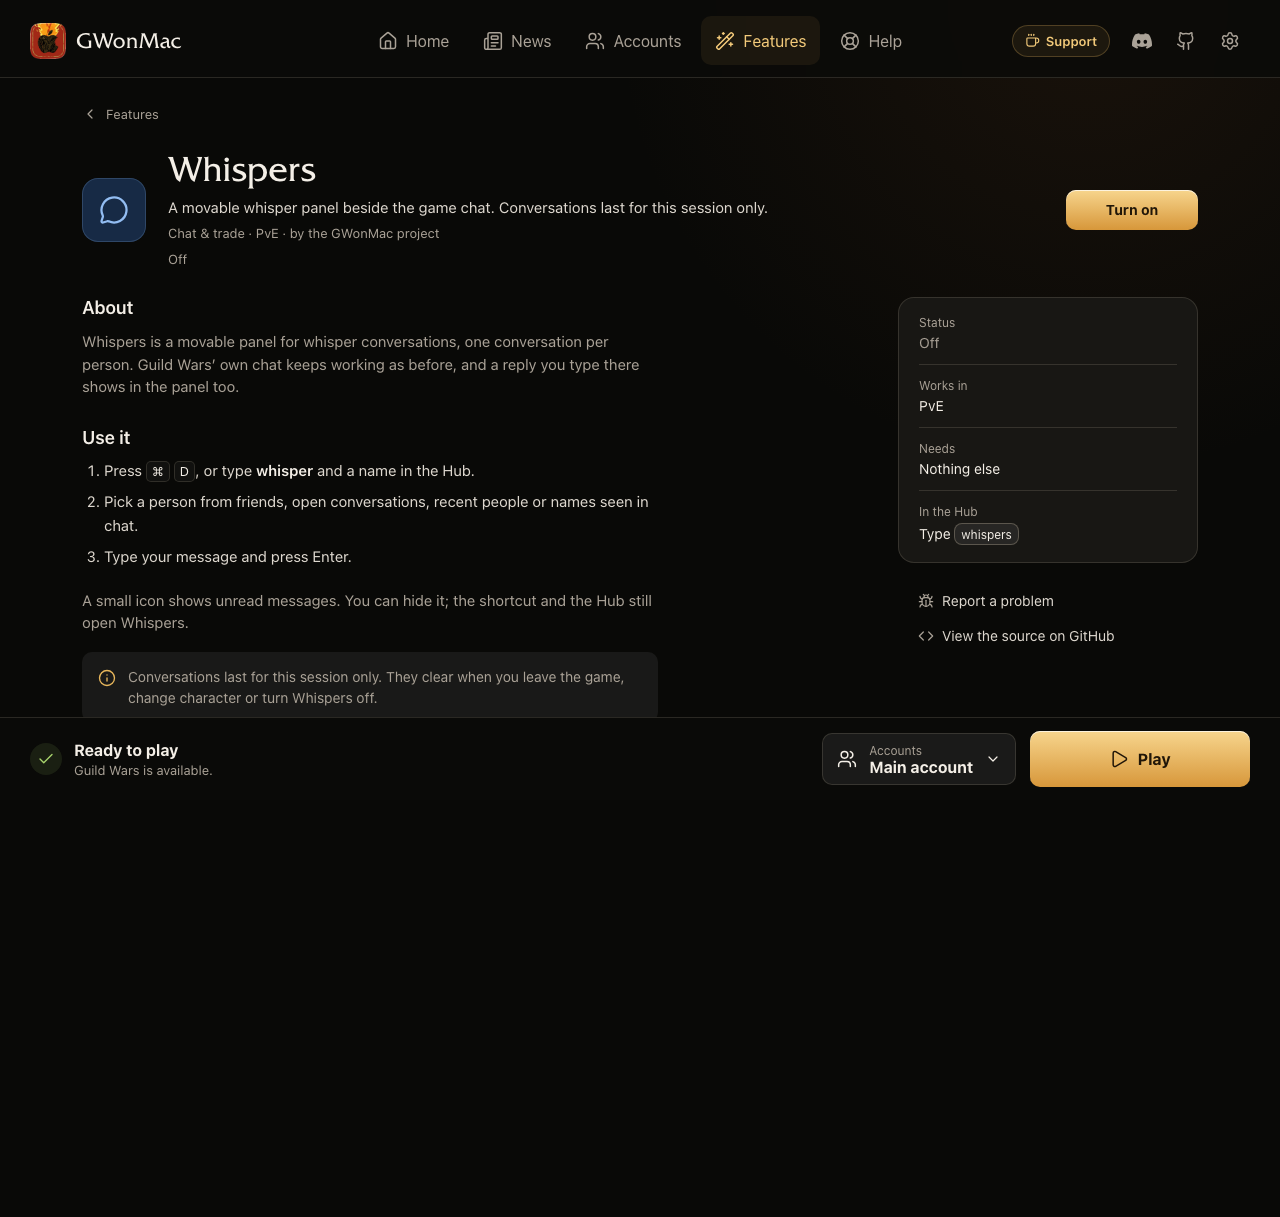 GWonMac
Home
News
Accounts
Features
Help
Support
Features
Whispers
A movable whisper panel beside the game chat. Conversations last for this session only.
Chat & trade · PvE · by the GWonMac project
Off
Turn on
About
Whispers is a movable panel for whisper conversations, one conversation per
person. Guild Wars’ own chat keeps working as before, and a reply you type there
shows in the panel too.
Use it
1. Press ⌘ D, or type whisper and a name in the Hub.
2. Pick a person from friends, open conversations, recent people or names seen in
chat.
3. Type your message and press Enter.
A small icon shows unread messages. You can hide it; the shortcut and the Hub still
open Whispers.
Conversations last for this session only. They clear when you leave the game,
change character or turn Whispers off.
Status
Off
Works in
PvE
Needs
Nothing else
In the Hub
Type whispers
Report a problem
View the source on GitHub
Ready to play
Guild Wars is available.
Accounts
Main account
Play